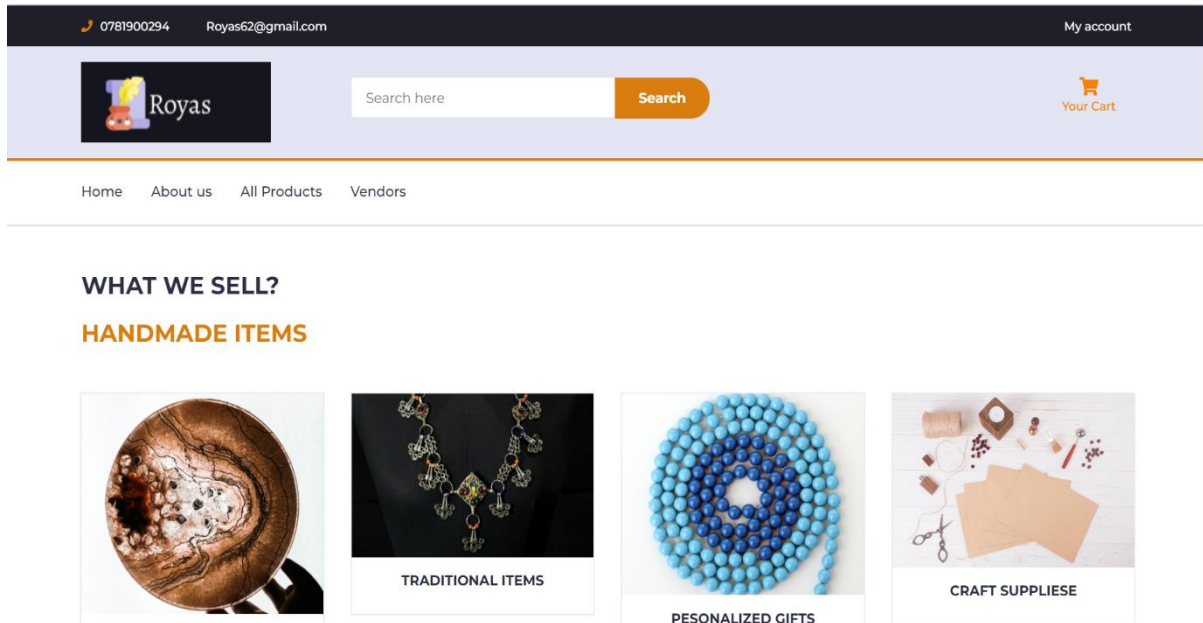 0781900294 Royas62@gmail.com My account
Royas
Search here Search
Your Cart
Home About us All Products Vendors
WHAT WE SELL?
HANDMADE ITEMS
TRADITIONAL ITEMS
CRAFT SUPPLIESE
PESONALIZED GIFTS